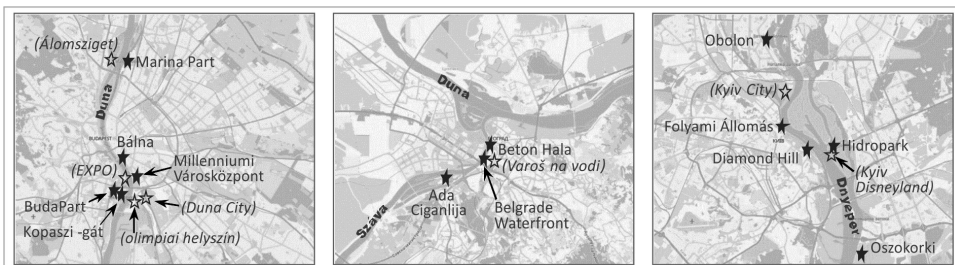 (Álomsziget)
Marina Part
Duna
BUDAPEST
Bálna
(EXPO)
Millenniumi
Városközpont
BudaPart
(Duna City)
Kopaszi -gát
(olimpiai helyszín)
Duna
Beton Hala
(Varoš na vodi)
Ada
Ciganlija
Belgrade
Waterfront
Száva
Obolon
(Kyiv City)
Folyami Állomás
Hidropark
Diamond Hill
(Kyiv
Disneyland)
Dnyeper
Oszokorki